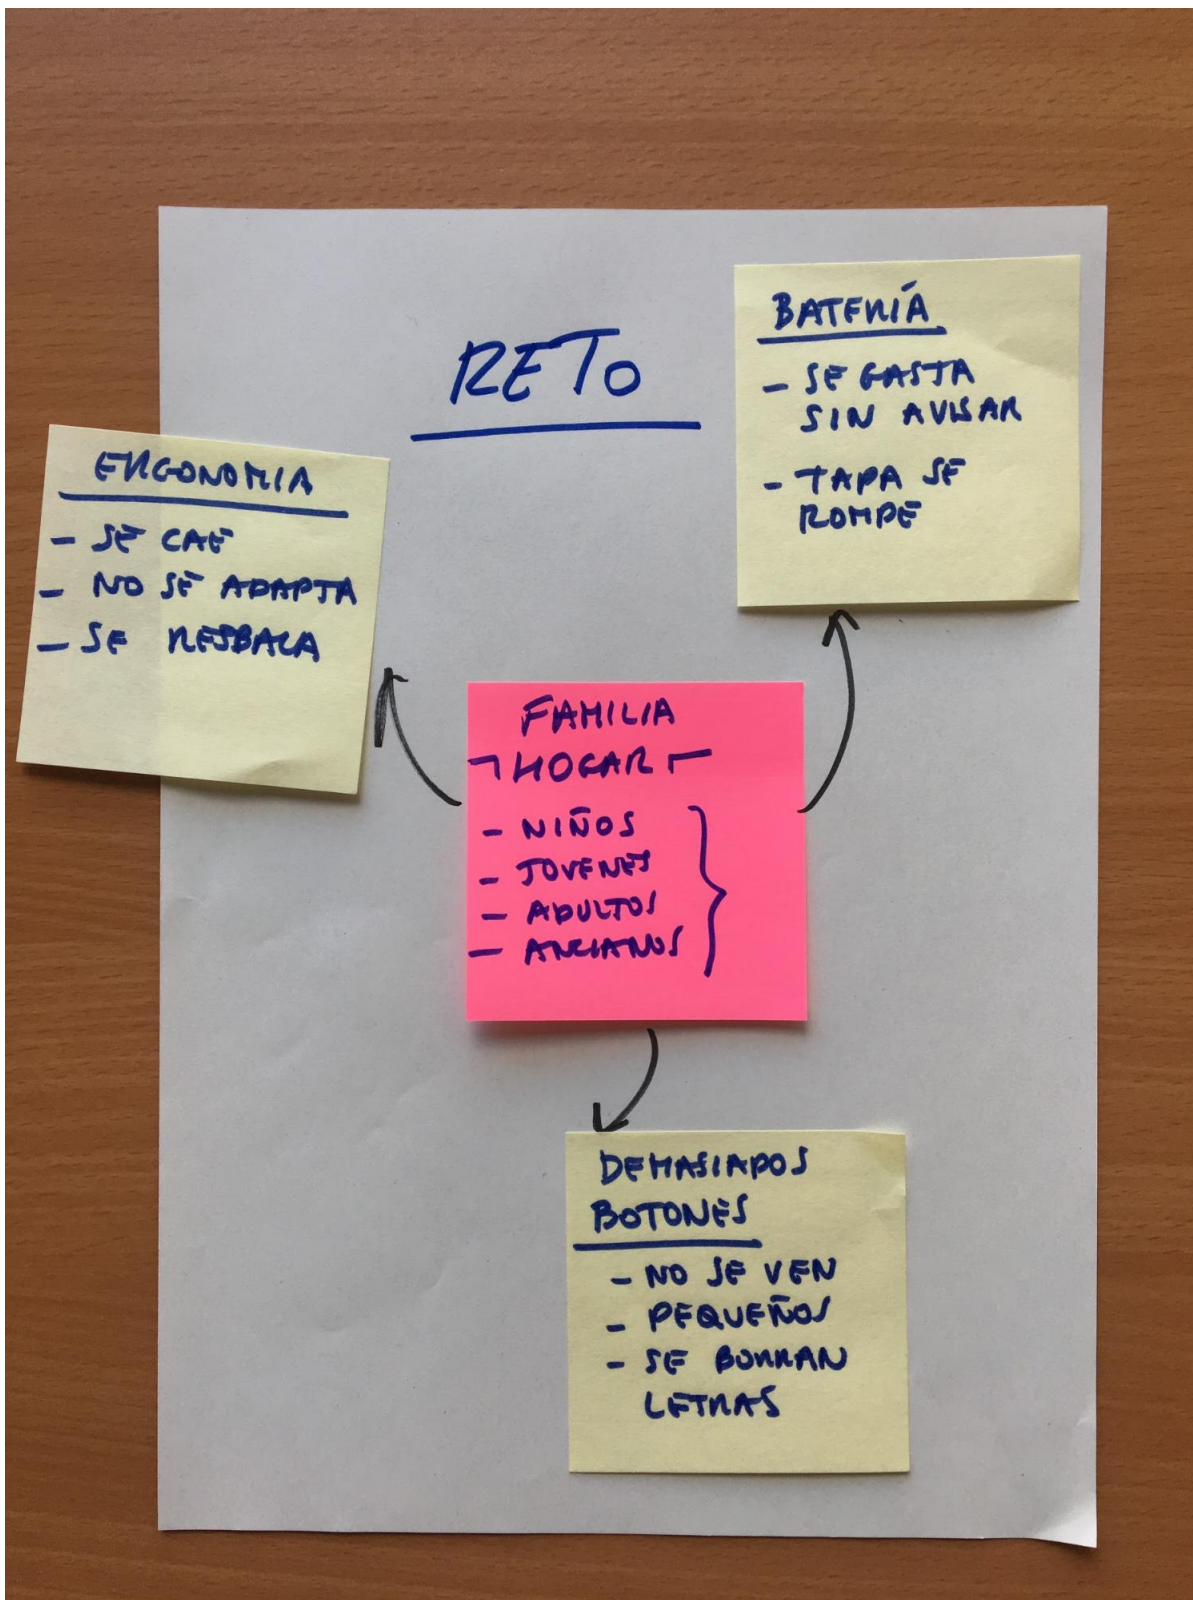 RETO
BATERÍA
- SE GASTA
SIN AVISAR
- TAPA SE
ROMPE
ERGONOMIA
- SE CAE
- NO SE ADAPTA
- SE RESBALA
FAMILIA
HOGAR
- NIÑOS
- JOVENES
- ADULTOS
- ANCIANOS
DEMASIADOS
BOTONES
- NO SE VEN
- PEQUEÑOS
- SE BORRAN
LETRAS